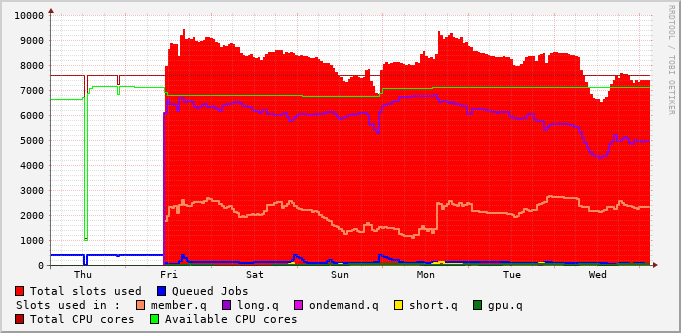 10000
9000
8000
7000
6000
5000
4000
3000
2000
1000
0
Thu Fri Sat Sun Mon Tue Wed
RRDTOOL / TOBI OETIKER
Total slots used Queued Jobs
Slots used in : member.q long.q ondemand.q short.q gpu.q
Total CPU cores Available CPU cores